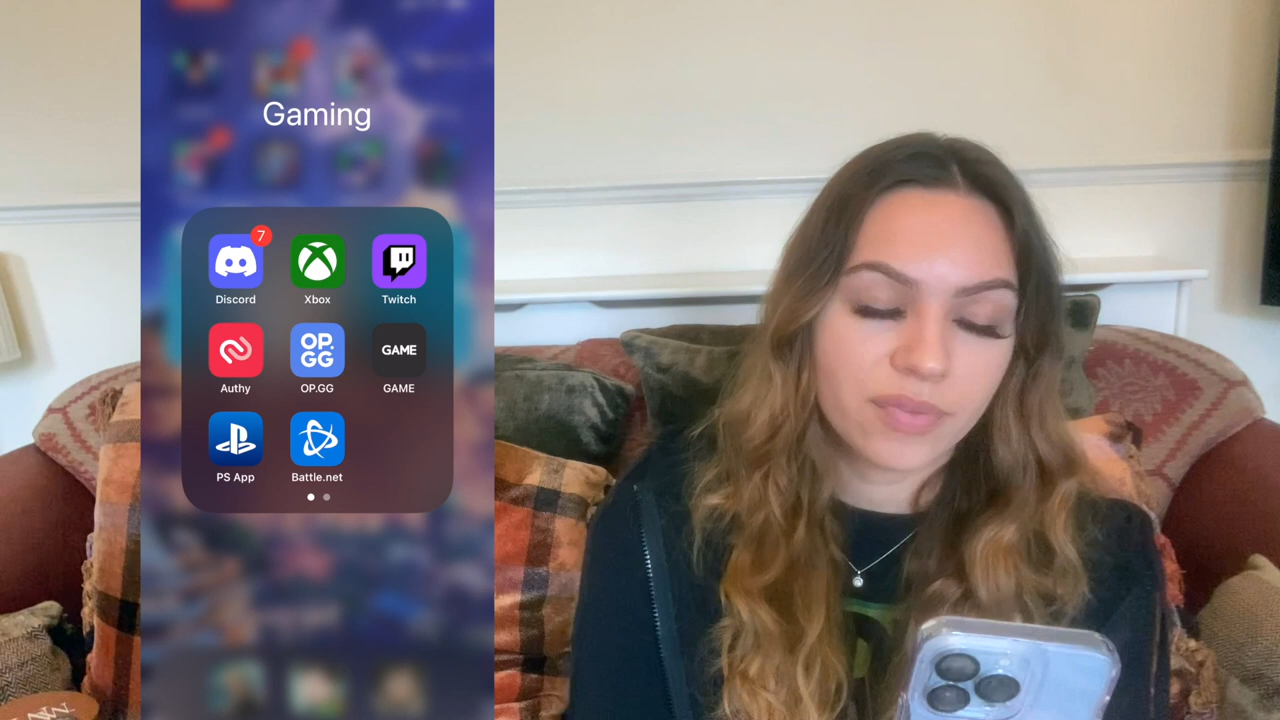 Gaming
7
Discord
Xbox
Twitch
OP.
GG
GAME
Authy
OP.GG
GAME
PS App
Battle.net